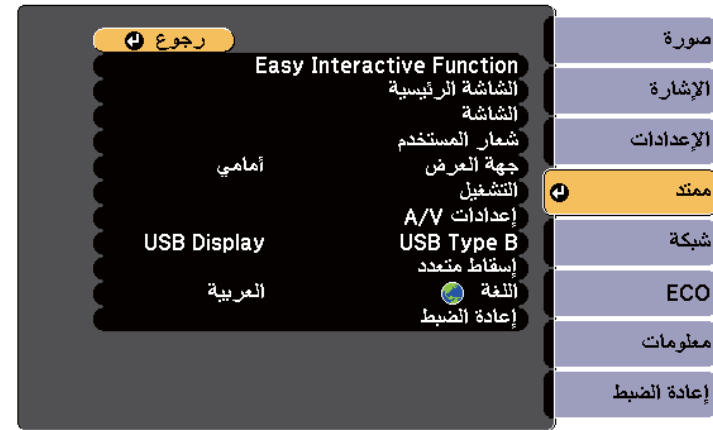 صورة
الإشارة
الإعدادات
ممتد
شبكة
ECO
معلومات
إعادة الضبط
رجوع
Easy Interactive Function
الشاشة الرئيسية
الشاشة
شعار المستخدم
جهة العرض أمامي
التشغيل
إعدادات A/V
USB Type B USB Display
إسقاط متعدد
اللغة العربية
إعادة الضبط